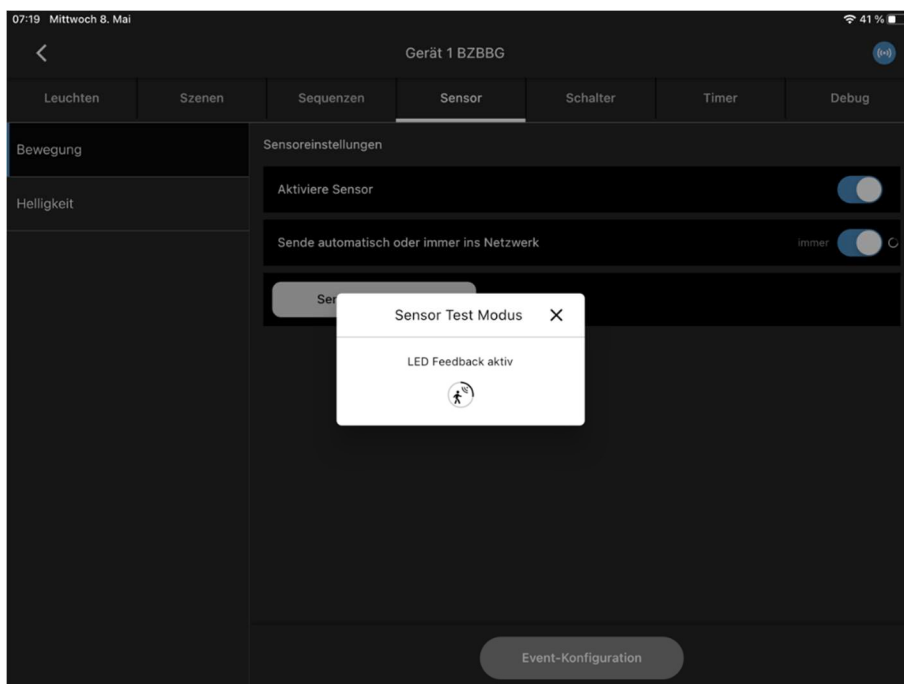 07:19 Mittwoch 8. Mai
41 %
Gerät 1 BZBBG
Leuchten Szenen Sequenzen Sensor Schalter Timer Debug
Bewegung
Helligkeit
Sensoreinstellungen
Aktiviere Sensor
Sende automatisch oder immer ins Netzwerk immer
Sensor Test Modus
LED Feedback aktiv
Event-Konfiguration